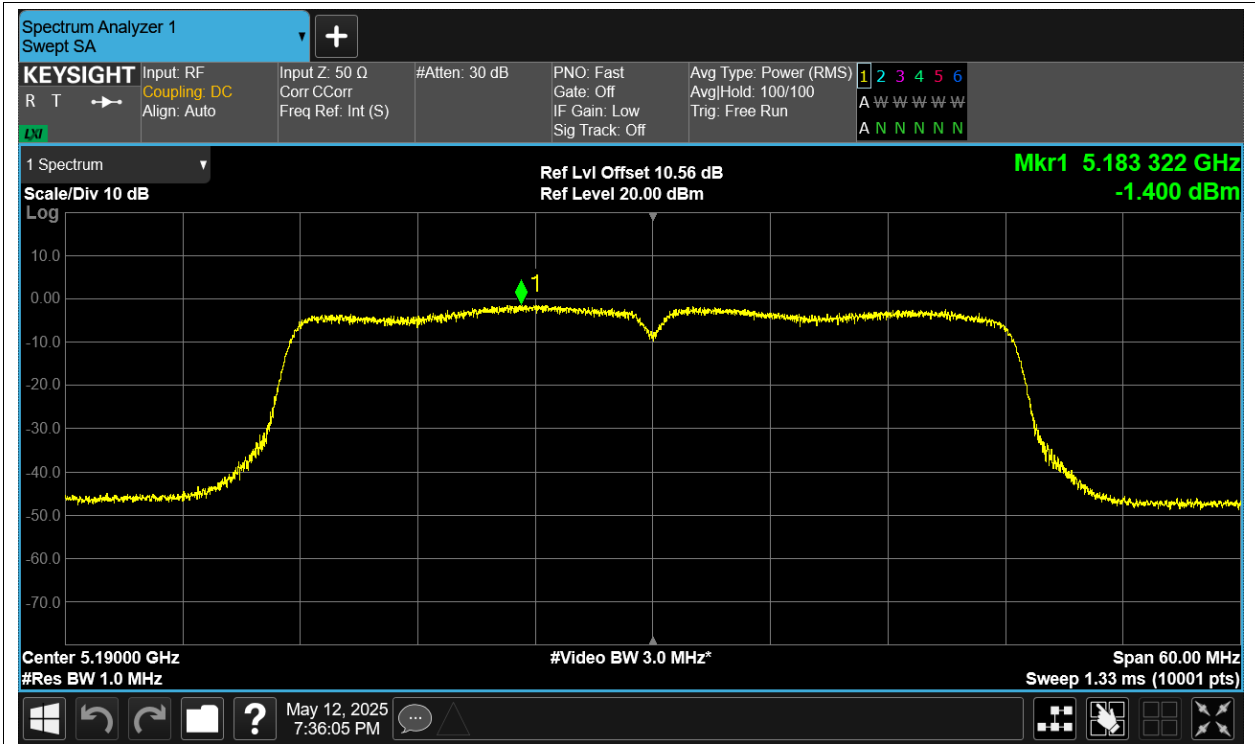 Spectrum Analyzer 1
Swept SA
KEYSIGHT
R T
LXI
Input: RF
Coupling: DC
Align: Auto
Input Z: 50 Ω
Corr CCorr
Freq Ref: Int (S)
#Atten: 30 dB
PNO: Fast
Gate: Off
IF Gain: Low
Sig Track: Off
Avg Type: Power (RMS)
Avg|Hold: 100/100
Trig: Free Run
1 2 3 4 5 6
A W W W W W
A N N N N N
1 Spectrum
Scale/Div 10 dB
Ref Lvl Offset 10.56 dB
Ref Level 20.00 dBm
Mkr1 5.183 322 GHz
-1.400 dBm
Log
10.0
0.00
-10.0
-20.0
-30.0
-40.0
-50.0
-60.0
-70.0
1
Center 5.19000 GHz
#Res BW 1.0 MHz
#Video BW 3.0 MHz*
Span 60.00 MHz
Sweep 1.33 ms (10001 pts)
?
May 12, 2025
7:36:05 PM